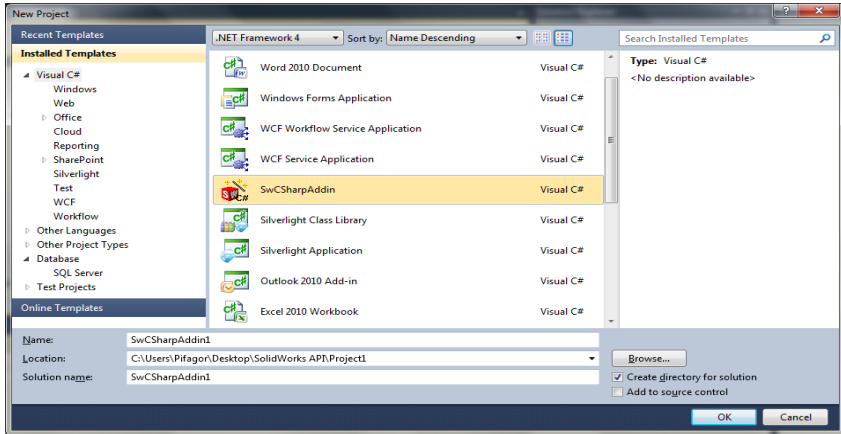 New Project
Recent Templates
Installed Templates
Visual C#
Windows
Web
Office
Cloud
Reporting
SharePoint
Silverlight
Test
WCF
Workflow
Other Languages
Other Project Types
Database
SQL Server
Test Projects
Online Templates
.NET Framework 4 Sort by: Name Descending
Word 2010 Document Visual C#
Windows Forms Application Visual C#
WCF Workflow Service Application Visual C#
WCF Service Application Visual C#
SwCSharpAddin Visual C#
Silverlight Class Library Visual C#
Silverlight Application Visual C#
Outlook 2010 Add-in Visual C#
Excel 2010 Workbook Visual C#
Search Installed Templates
Type: Visual C#
<No description available>
Name: SwCSharpAddin1
Location: C:\Users\Pifagor\Desktop\SolidWorks API\Project1 Browse...
Solution name: SwCSharpAddin1
Create directory for solution
Add to source control
OK Cancel